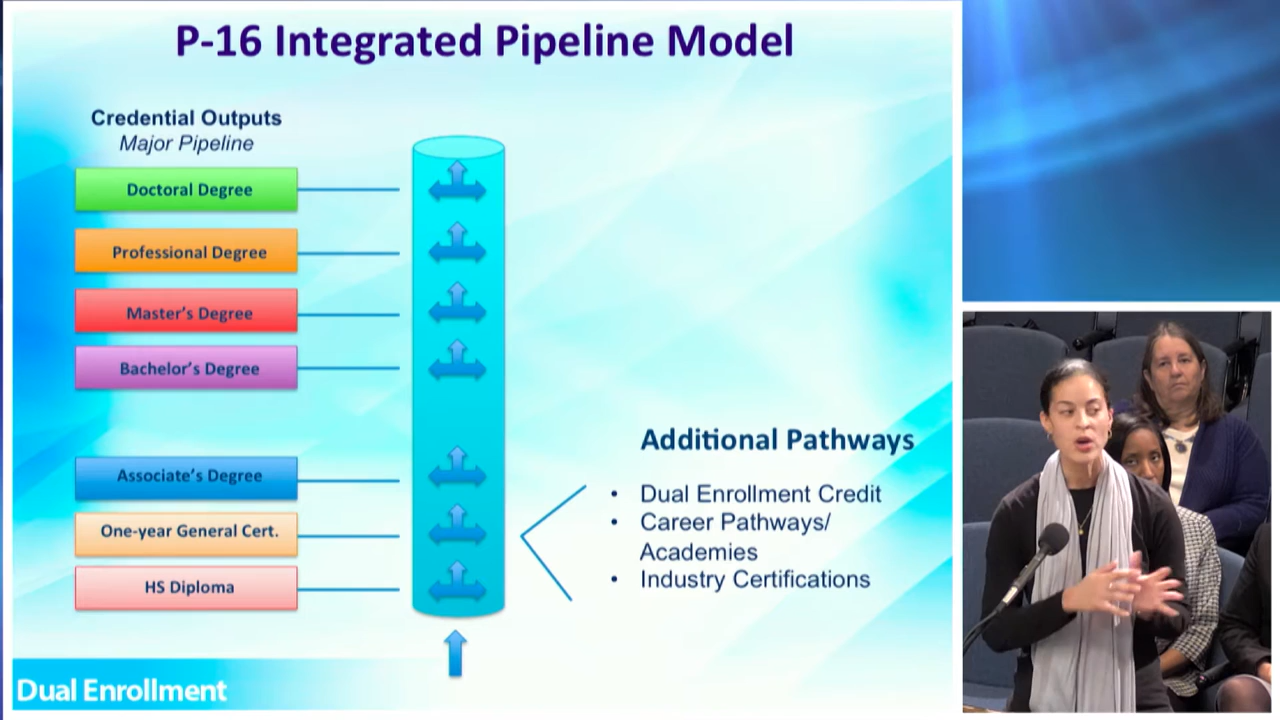 P-16 Integrated Pipeline Model
Credential Outputs
Major Pipeline
Doctoral Degree
Professional Degree
Master's Degree
Bachelor's Degree
Associate's Degree
One-year General Cert.
HS Diploma
Additional Pathways
• Dual Enrollment Credit
• Career Pathways/
Academies
• Industry Certifications
Dual Enrollment